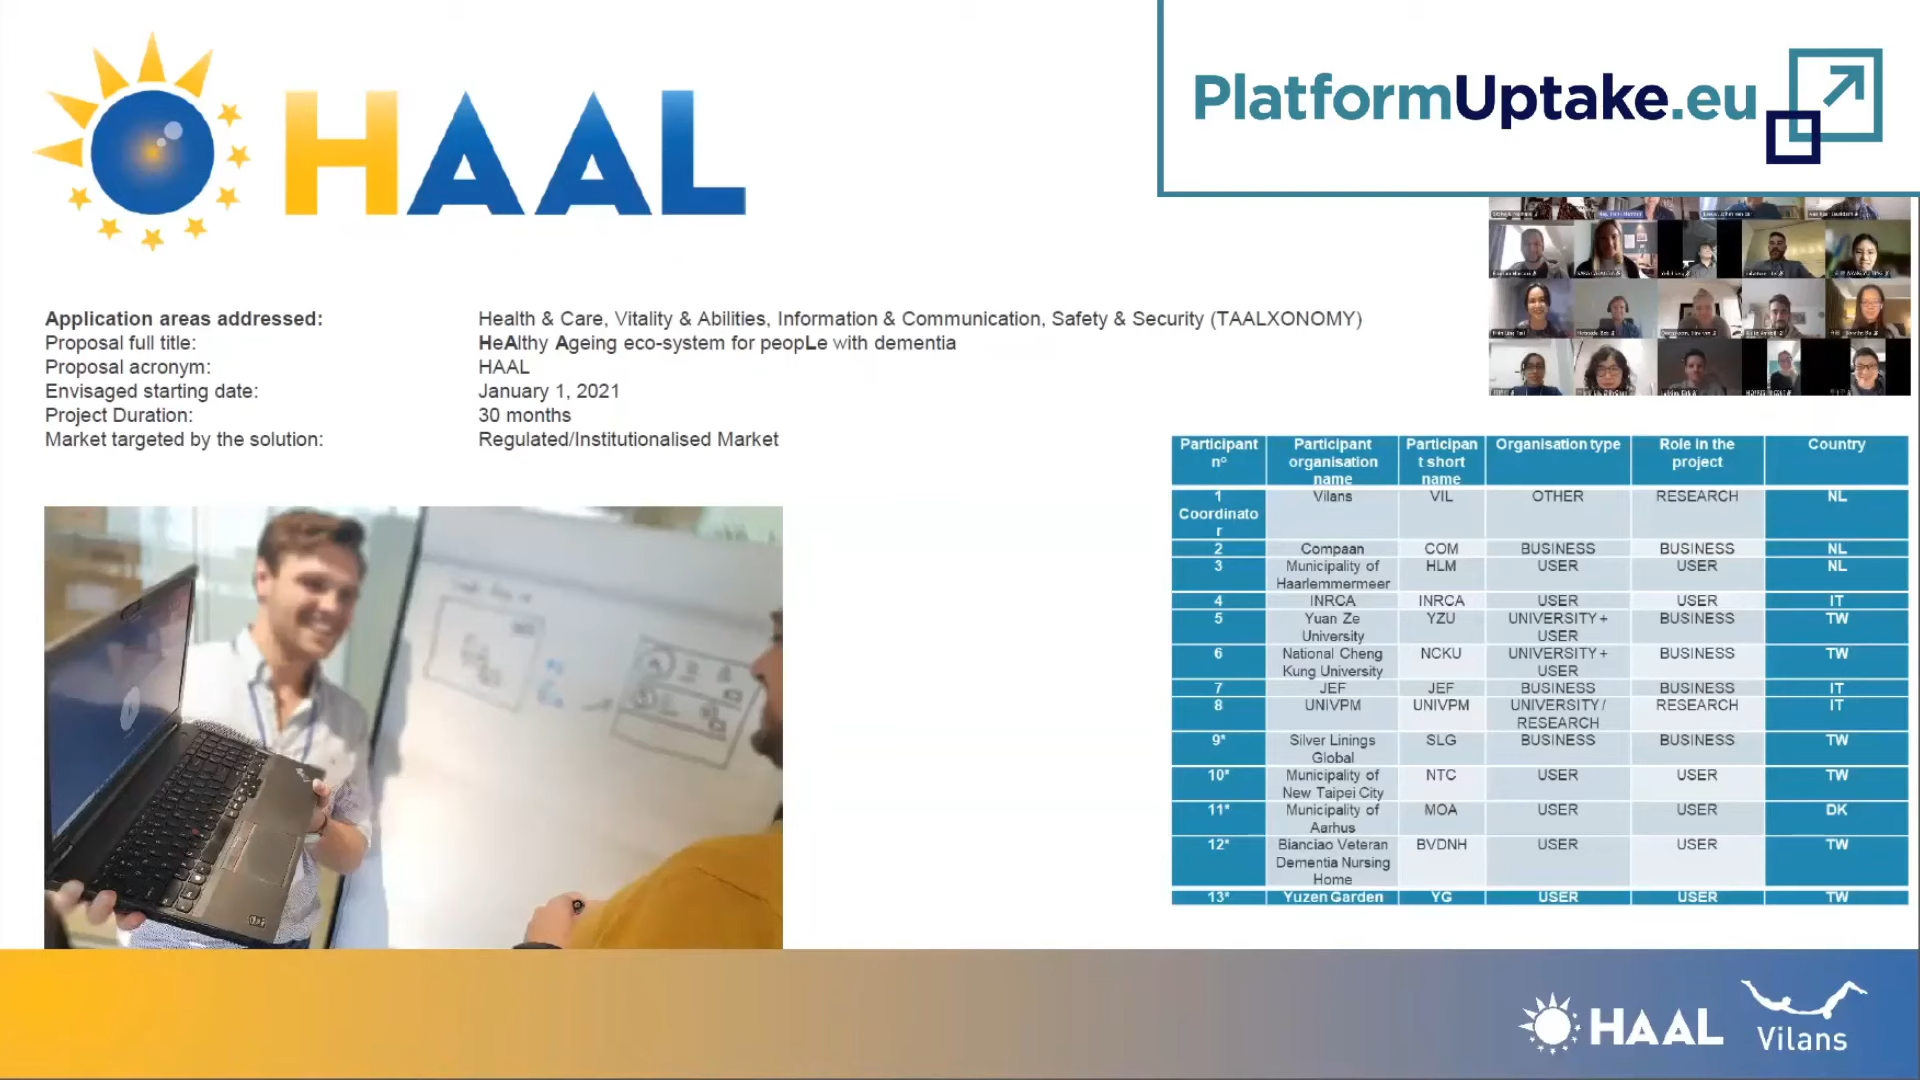 HAAL
PlatformUptake.eu
Application areas addressed: Health & Care, Vitality & Abilities, Information & Communication, Safety & Security (TAALXONOMY)
Proposal full title: HeAlthy Ageing eco-system for peopLe with dementia
Proposal acronym: HAAL
Envisaged starting date: January 1, 2021
Project Duration: 30 months
Market targeted by the solution: Regulated/Institutionalised Market
Participant Participant Participan Organisation type Role in the Country
n° organisation t short project
name name
1 Vilans VIL OTHER RESEARCH NL
Coordinato
r
2 Compaan COM BUSINESS BUSINESS NL
3 Municipality of HLM USER USER NL
Haarlemmermeer
4 INRCA INRCA USER USER IT
5 Yuan Ze YZU UNIVERSITY + BUSINESS TW
University USER
6 National Cheng NCKU UNIVERSITY + BUSINESS TW
Kung University USER
7 JEF JEF BUSINESS BUSINESS IT
8 UNIVPM UNIVPM UNIVERSITY / RESEARCH IT
RESEARCH
9* Silver Linings SLG BUSINESS BUSINESS TW
Global
10* Municipality of NTC USER USER TW
New Taipei City
11* Municipality of MOA USER USER DK
Aarhus
12* Bianciao Veteran BVDNH USER USER TW
Dementia Nursing
Home
13* Yuzen Garden YG USER USER TW
HAAL
Vilans